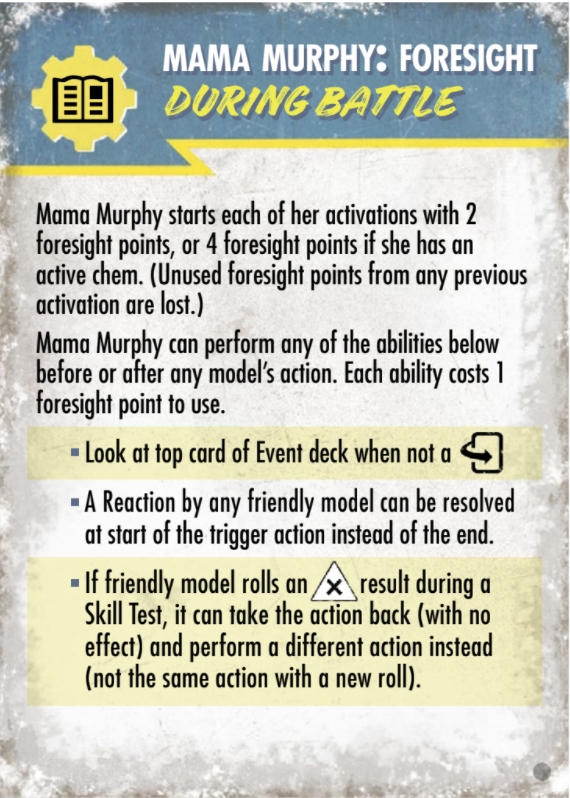 MAMA MURPHY: FORESIGHT
DURING BATTLE
Mama Murphy starts each of her activations with 2
foresight points, or 4 foresight points if she has an
active chem. (Unused foresight points from any previous
activation are lost.)
Mama Murphy can perform any of the abilities below
before or after any model's action. Each ability costs 1
foresight point to use.
Look at top card of Event deck when not a
A Reaction by any friendly model can be resolved
at start of the trigger action instead of the end.
If friendly model rolls an X result during a
Skill Test, it can take the action back (with no
effect) and perform a different action instead
(not the same action with a new roll).